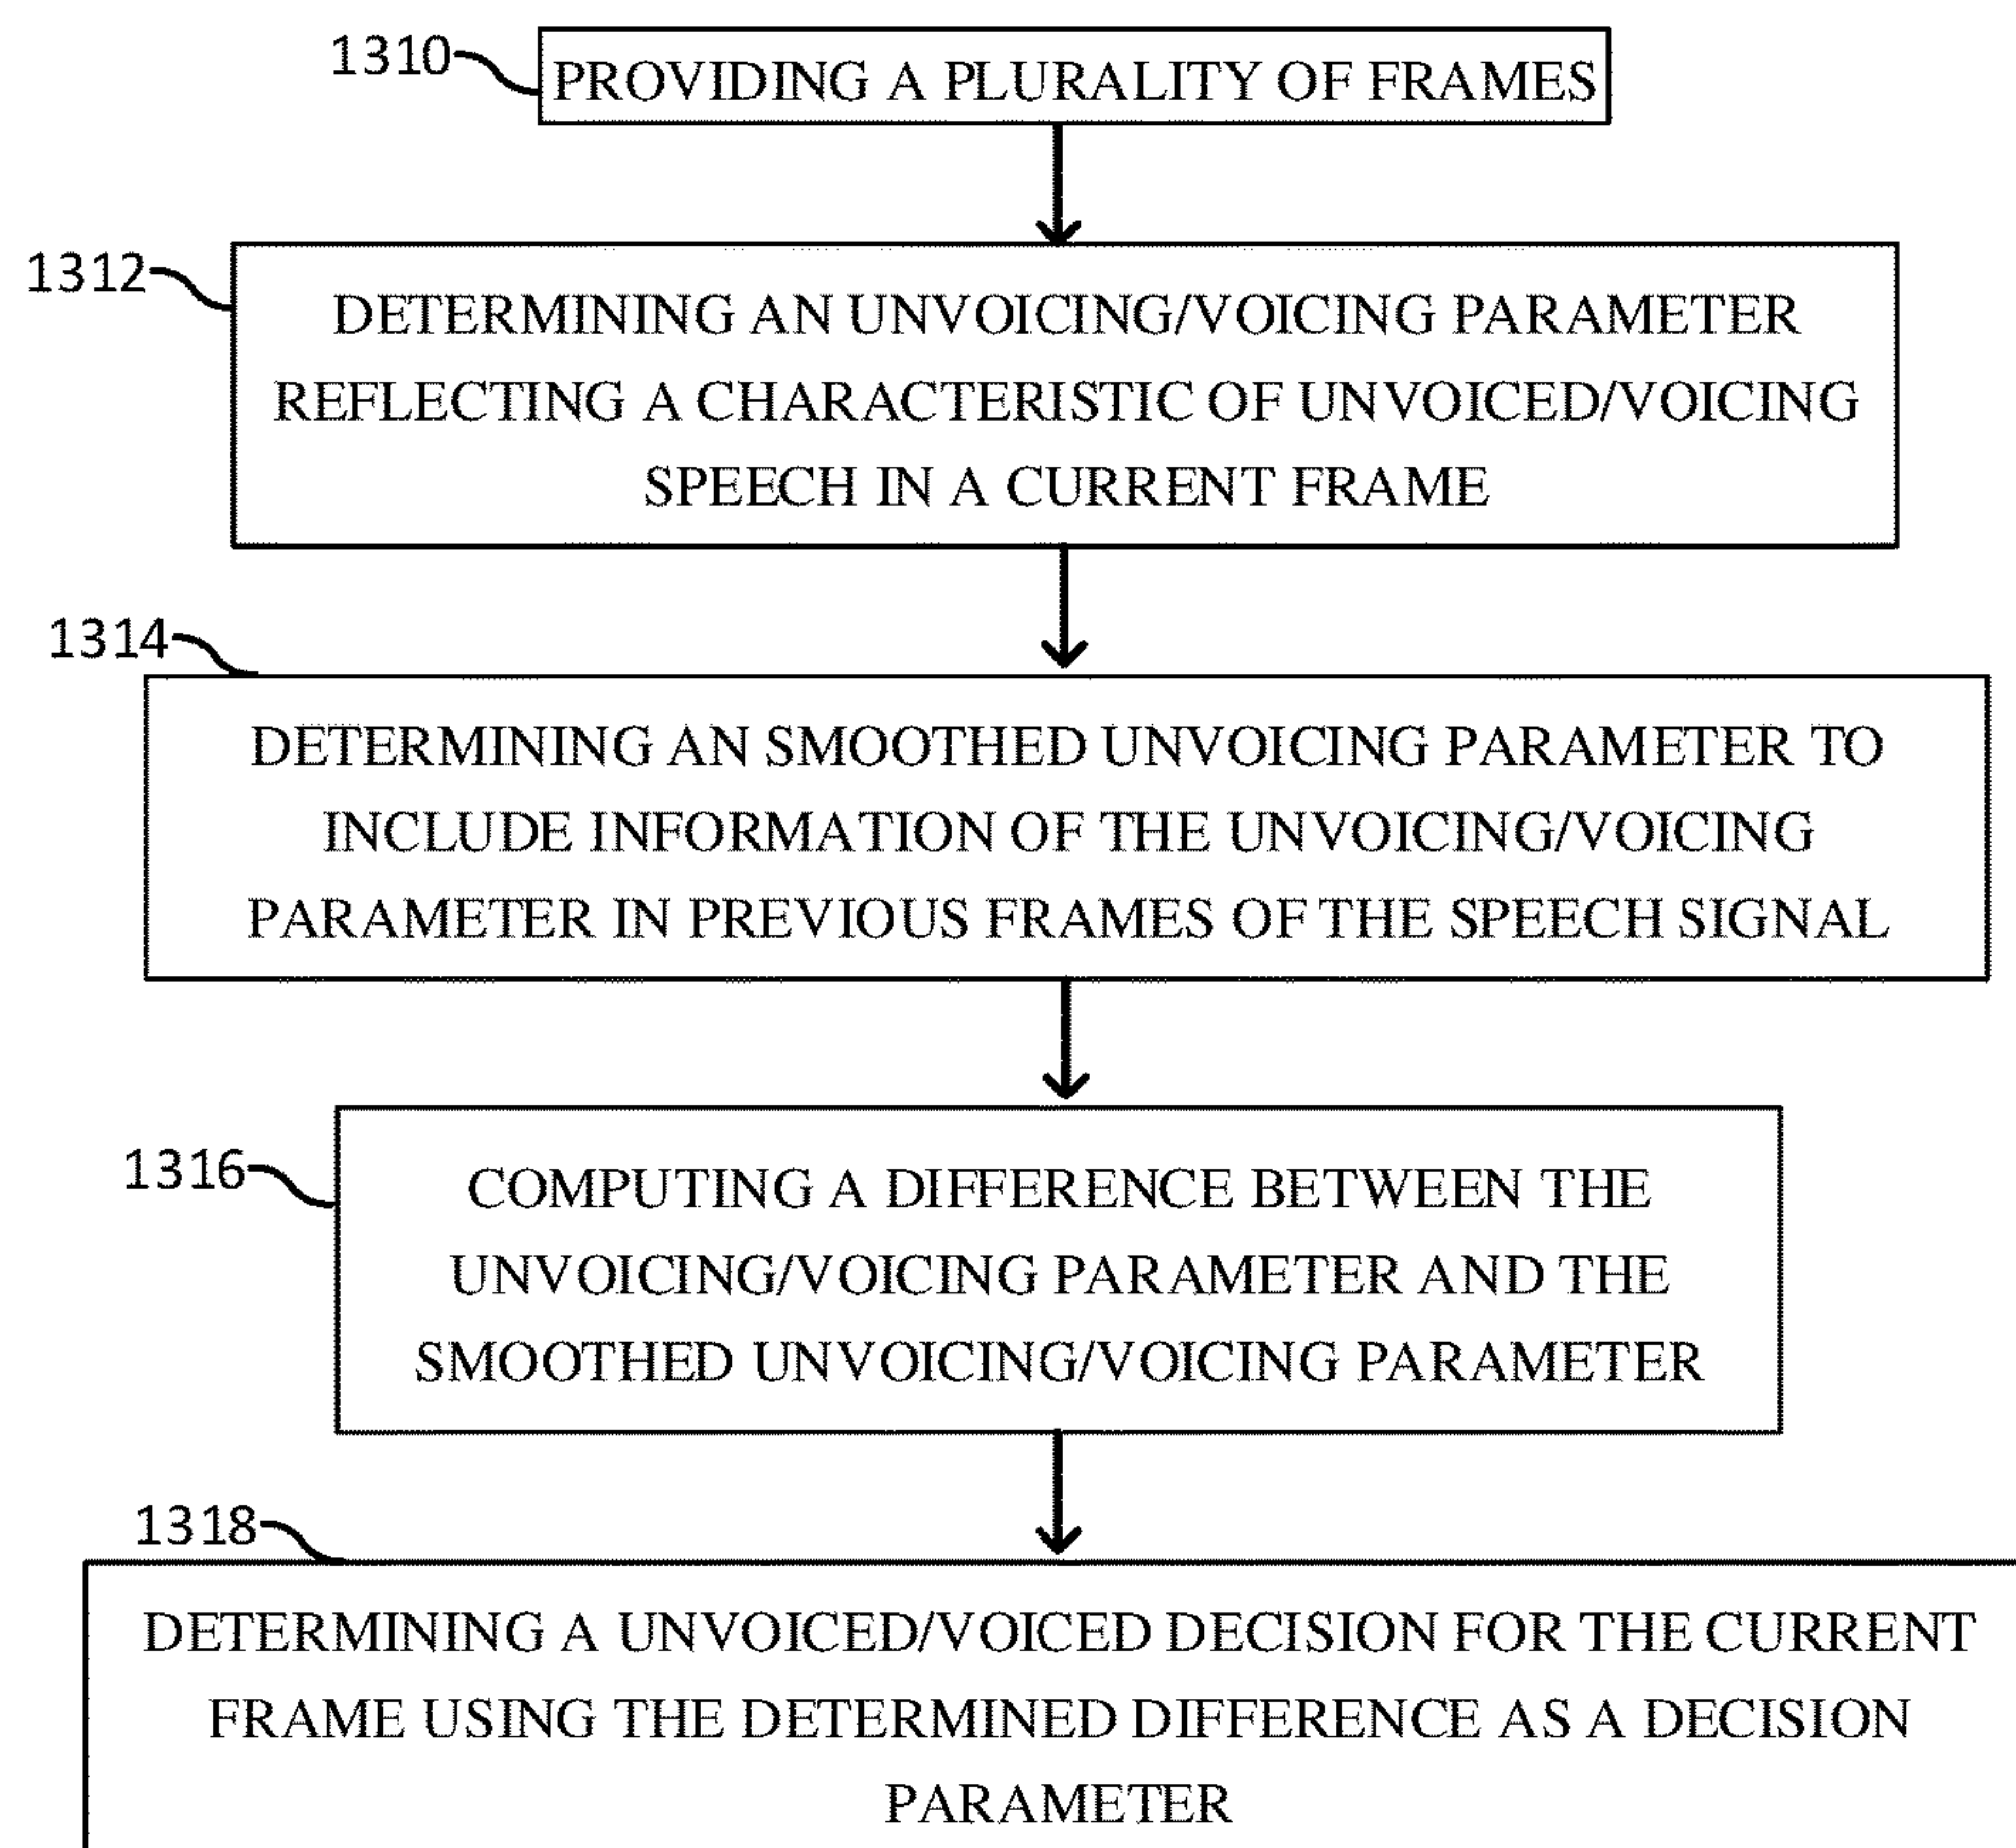 1310
PROVIDING A PLURALITY OF FRAMES
1312
DETERMINING AN UNVOICING/VOICING PARAMETER
REFLECTING A CHARACTERISTIC OF UNVOICED/VOICING
SPEECH IN A CURRENT FRAME
1314
DETERMINING AN SMOOTHED UNVOICING PARAMETER TO
INCLUDE INFORMATION OF THE UNVOICING/VOICING
PARAMETER IN PREVIOUS FRAMES OF THE SPEECH SIGNAL
1316
COMPUTING A DIFFERENCE BETWEEN THE
UNVOICING/VOICING PARAMETER AND THE
SMOOTHED UNVOICING/VOICING PARAMETER
1318
DETERMINING A UNVOICED/VOICED DECISION FOR THE CURRENT
FRAME USING THE DETERMINED DIFFERENCE AS A DECISION
PARAMETER